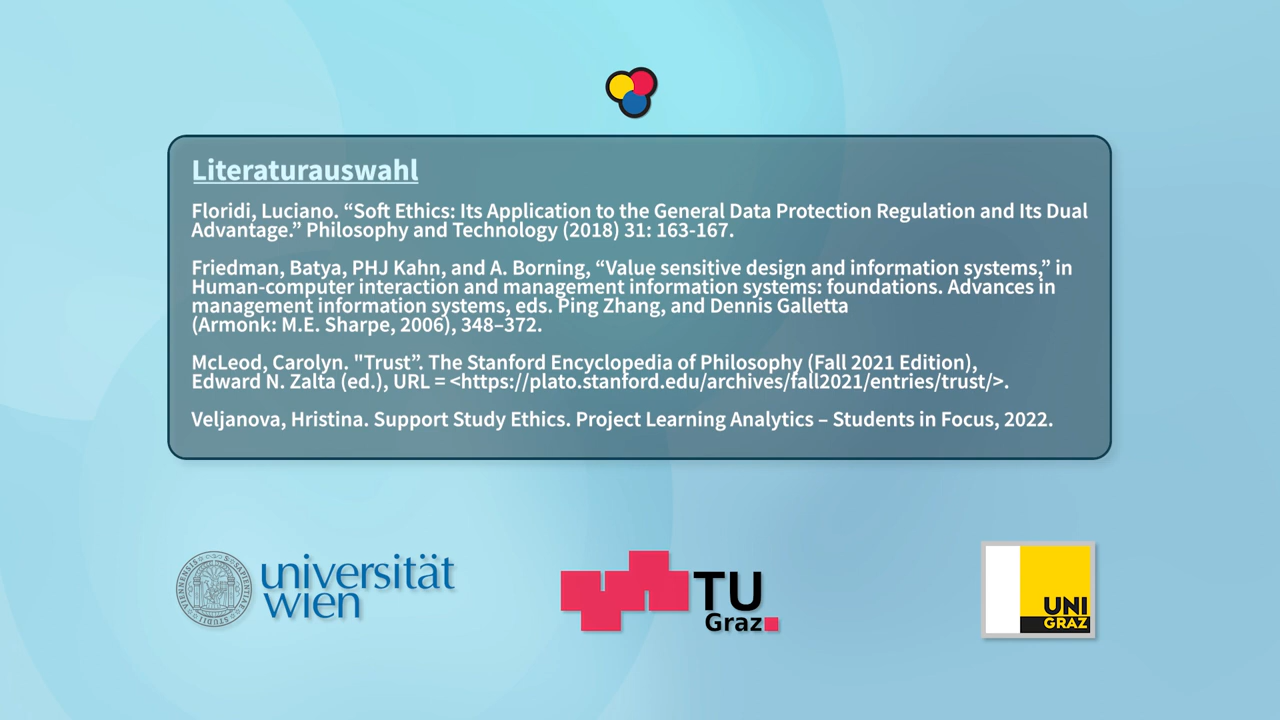 Literaturauswahl
Floridi, Luciano. “Soft Ethics: Its Application to the General Data Protection Regulation and Its Dual
Advantage.” Philosophy and Technology (2018) 31: 163-167.
Friedman, Batya, PHJ Kahn, and A. Borning, “Value sensitive design and information systems,” in
Human-computer interaction and management information systems: foundations. Advances in
management information systems, eds. Ping Zhang, and Dennis Galletta
(Armonk: M.E. Sharpe, 2006), 348–372.
McLeod, Carolyn. "Trust”. The Stanford Encyclopedia of Philosophy (Fall 2021 Edition),
Edward N. Zalta (ed.), URL = <https://plato.stanford.edu/archives/fall2021/entries/trust/>.
Veljanova, Hristina. Support Study Ethics. Project Learning Analytics – Students in Focus, 2022.
universität
wien
TU
Graz
UNI
GRAZ